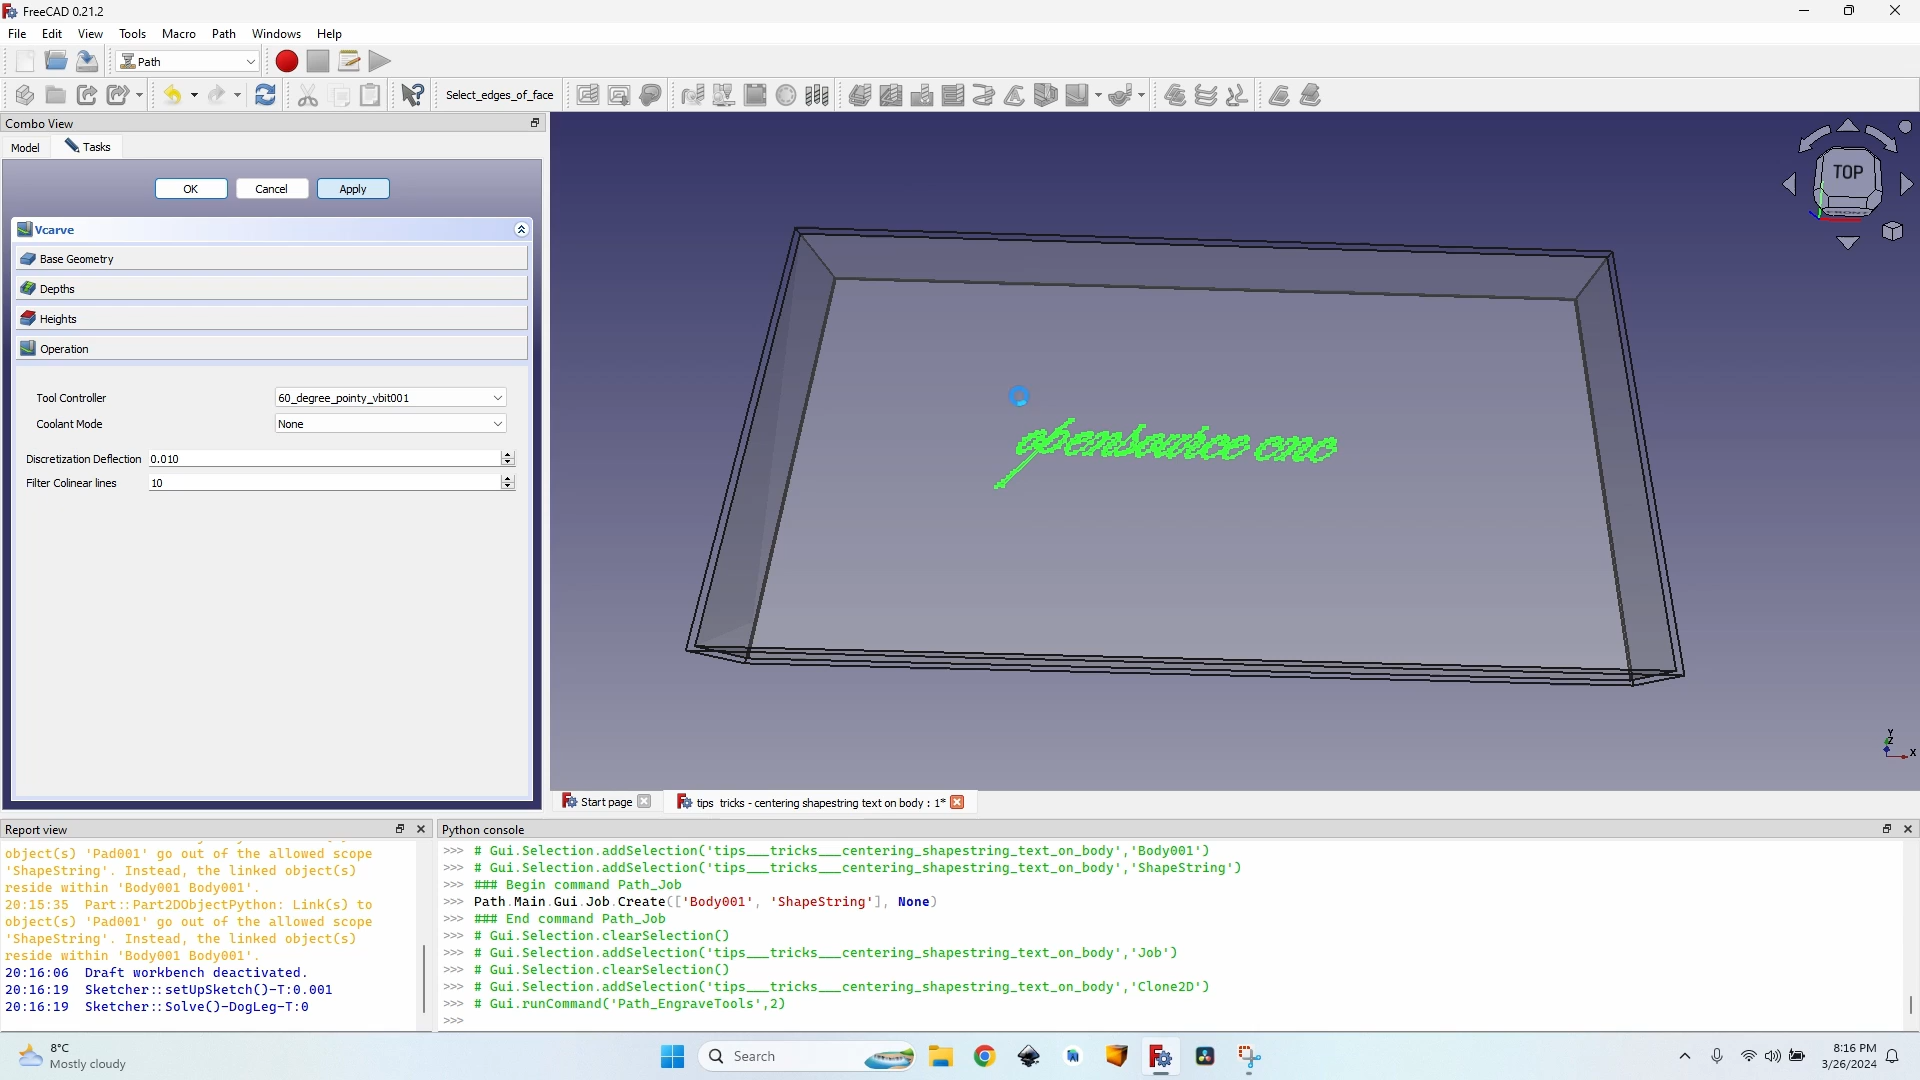 FreeCAD 0.21.2
File Edit View Tools Macro Path Windows Help
Path
Select_edges_of_face
Combo View
Model Tasks
OK Cancel Apply
Vcarve
Base Geometry
Depths
Heights
Operation
Tool Controller 60_degree_pointy_vbit001
Coolant Mode None
Discretization Deflection 0.010
Filter Colinear lines 10
TOP
opensource cnc
Y
Z
X
Start page
tips tricks - centering shapestring text on body : 1*
Report view
object(s) 'Pad001' go out of the allowed scope
'ShapeString'. Instead, the linked object(s)
reside within 'Body001 Body001'.
20:15:35 Part::Part2DObjectPython: Link(s) to
object(s) 'Pad001' go out of the allowed scope
'ShapeString'. Instead, the linked object(s)
reside within 'Body001 Body001'.
20:16:06 Draft workbench deactivated.
20:16:19 Sketcher::setUpSketch()-T:0.001
20:16:19 Sketcher::Solve()-DogLeg-T:0
Python console
>>> # Gui.Selection.addSelection('tips___tricks___centering_shapestring_text_on_body','Body001')
>>> # Gui.Selection.addSelection('tips___tricks___centering_shapestring_text_on_body','ShapeString')
>>> ### Begin command Path_Job
>>> Path.Main.Gui.Job.Create(['Body001', 'ShapeString'], None)
>>> ### End command Path_Job
>>> # Gui.Selection.clearSelection()
>>> # Gui.Selection.addSelection('tips___tricks___centering_shapestring_text_on_body','Job')
>>> # Gui.Selection.clearSelection()
>>> # Gui.Selection.addSelection('tips___tricks___centering_shapestring_text_on_body','Clone2D')
>>> # Gui.runCommand('Path_EngraveTools',2)
>>>
8°C
Mostly cloudy
Search
8:16 PM
3/26/2024